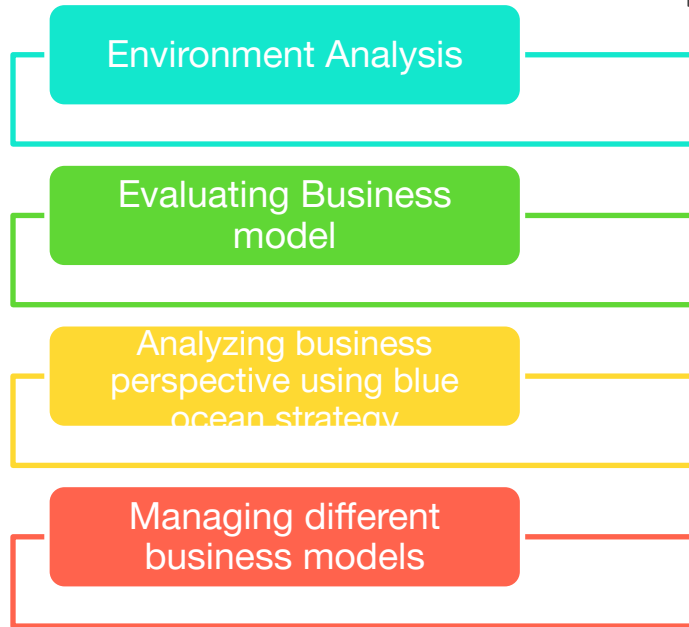 Environment Analysis
Evaluating Business
model
Analyzing business
perspective using blue
ocean strategy
Managing different
business models